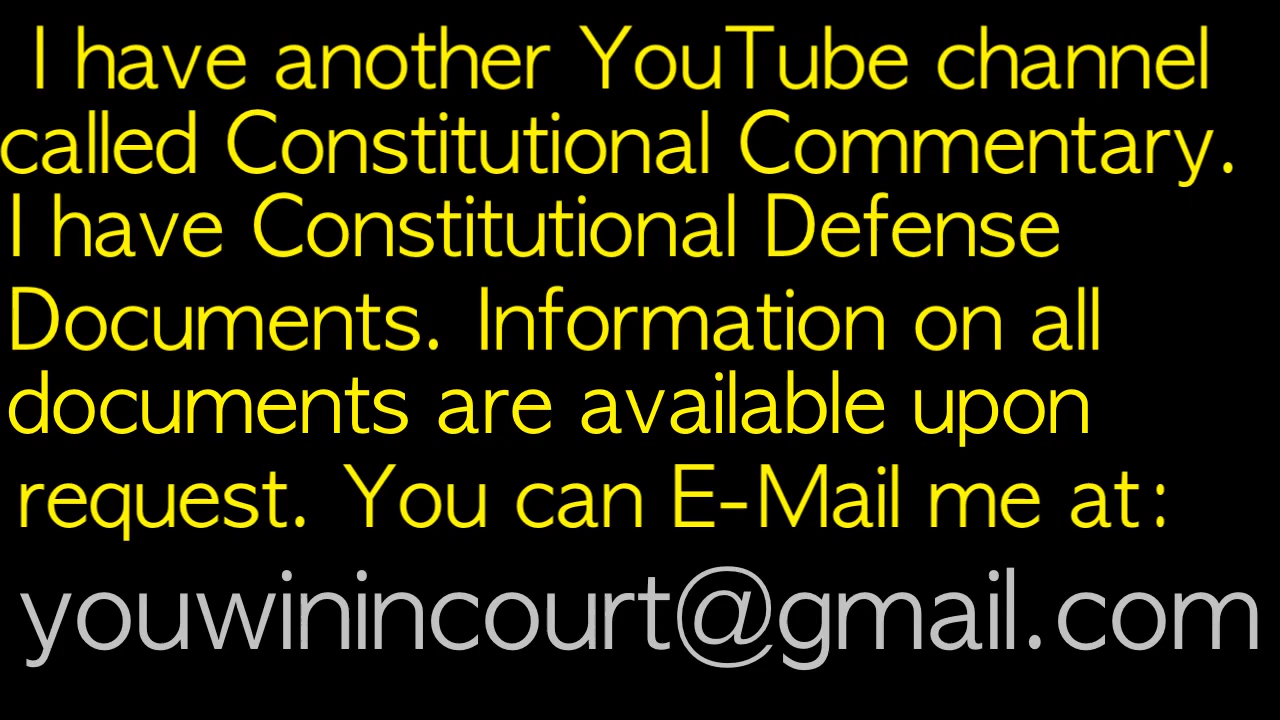 I have another YouTube channel
called Constitutional Commentary.
I have Constitutional Defense
Documents. Information on all
documents are available upon
request. You can E-Mail me at:
youwinincourt@gmail.com